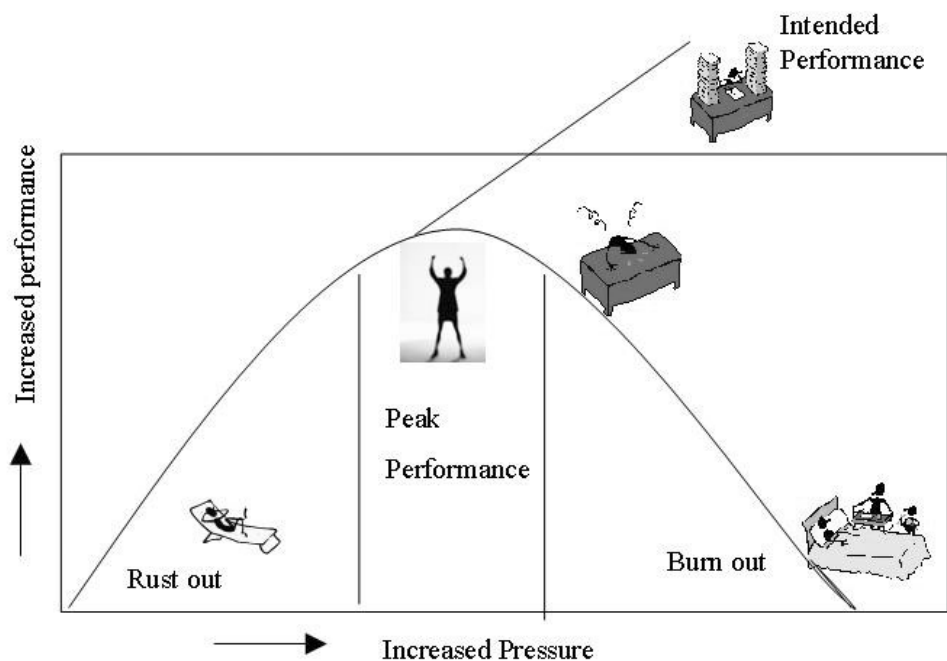 Intended
Performance
Increased performance
Peak
Performance
Rust out
Burn out
Increased Pressure